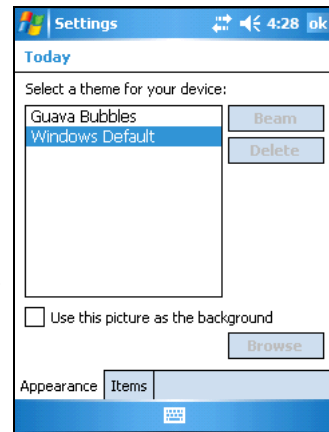 Settings 4:28 ok
Today
Select a theme for your device:
Guava Bubbles Beam
Windows Default Delete
Use this picture as the background
Browse
Appearance Items